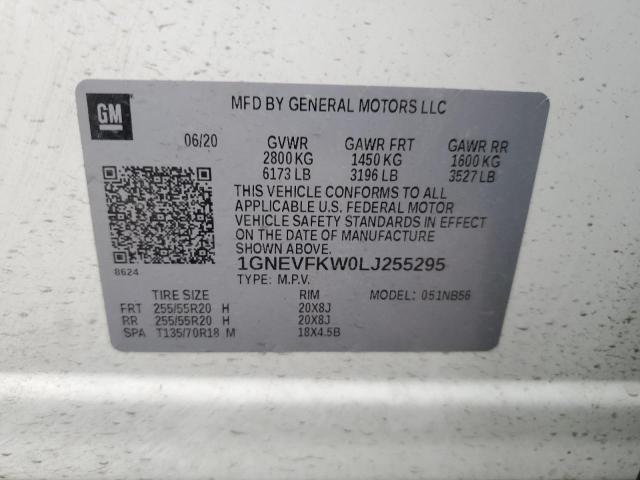 GM
MFD BY GENERAL MOTORS LLC
06/20 GVWR GAWR FRT GAWR RR
2800 KG 1450 KG 1600 KG
6173 LB 3196 LB 3527 LB
THIS VEHICLE CONFORMS TO ALL
APPLICABLE U.S. FEDERAL MOTOR
VEHICLE SAFETY STANDARDS IN EFFECT
ON THE DATE OF MANUFACTURE
SHOWN ABOVE.
8624
1GNEVFKW0LJ255295
TYPE: M.P.V. MODEL: 051NB56
TIRE SIZE RIM
FRT 255/55R20 H 20X8J
RR 255/55R20 H 20X8J
SPA T135/70R18 M 18X4.5B